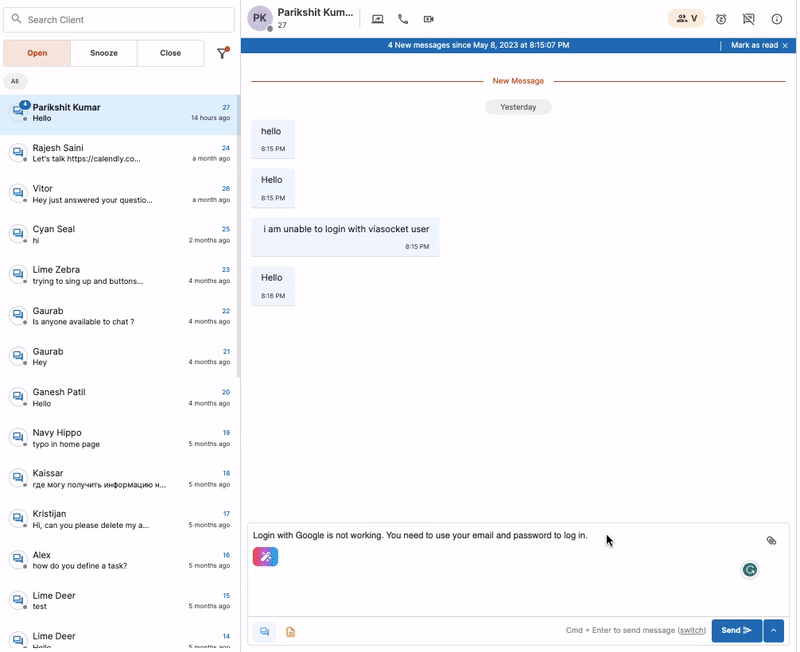 Search Client
Open Snooze Close
All
4
Parikshit Kumar 27
Hello 14 hours ago
Rajesh Saini 24
Let's talk https://calendly.co... a month ago
Vitor 26
Hey just answered your questio... a month ago
Cyan Seal 25
hi 2 months ago
Lime Zebra 23
trying to sing up and buttons... 4 months ago
Gaurab 22
Is anyone available to chat ? 4 months ago
Gaurab 21
Hey 4 months ago
Ganesh Patil 20
Hello 4 months ago
Navy Hippo 19
typo in home page 5 months ago
Kaissar 18
где могу получить информацию н... 5 months ago
Kristijan 17
Hi, can you please delete my a... 5 months ago
Alex 16
how do you define a task? 5 months ago
Lime Deer 15
test 5 months ago
Lime Deer 14
Hello 5 months ago
PK Parikshit Kum...
27
V
4 New messages since May 8, 2023 at 8:15:07 PM Mark as read
New Message
Yesterday
hello
8:15 PM
Hello
8:15 PM
i am unable to login with viasocket user
8:15 PM
Hello
8:16 PM
Login with Google is not working. You need to use your email and password to log in.
Cmd + Enter to send message (switch) Send